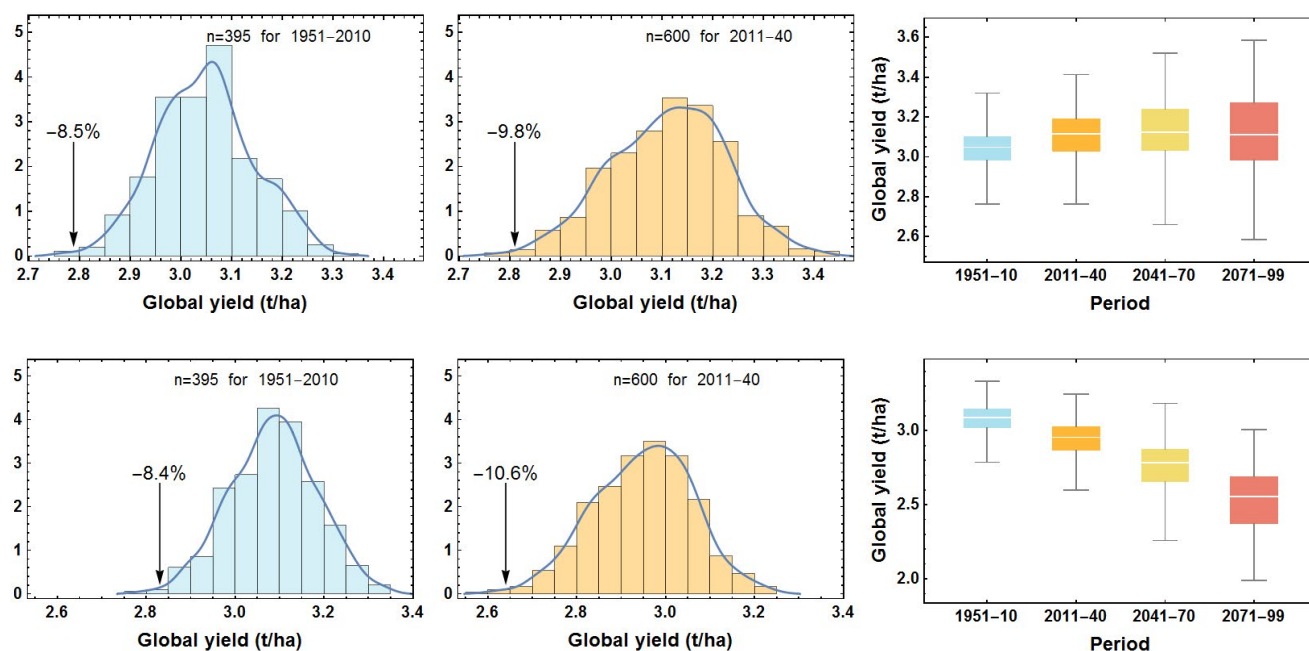 n=395 for 1951−2010
−8.5%
5
4
3
2
1
0
2.7 2.8 2.9 3.0 3.1 3.2 3.3 3.4
Global yield (t/ha)
n=600 for 2011−40
−9.8%
5
4
3
2
1
0
2.7 2.8 2.9 3.0 3.1 3.2 3.3 3.4
Global yield (t/ha)
Global yield (t/ha)
3.6
3.4
3.2
3.0
2.8
2.6
1951−10 2011−40 2041−70 2071−99
Period
n=395 for 1951−2010
−8.4%
5
4
3
2
1
0
2.6 2.8 3.0 3.2 3.4
Global yield (t/ha)
n=600 for 2011−40
−10.6%
5
4
3
2
1
0
2.6 2.8 3.0 3.2 3.4
Global yield (t/ha)
Global yield (t/ha)
3.0
2.5
2.0
1951−10 2011−40 2041−70 2071−99
Period